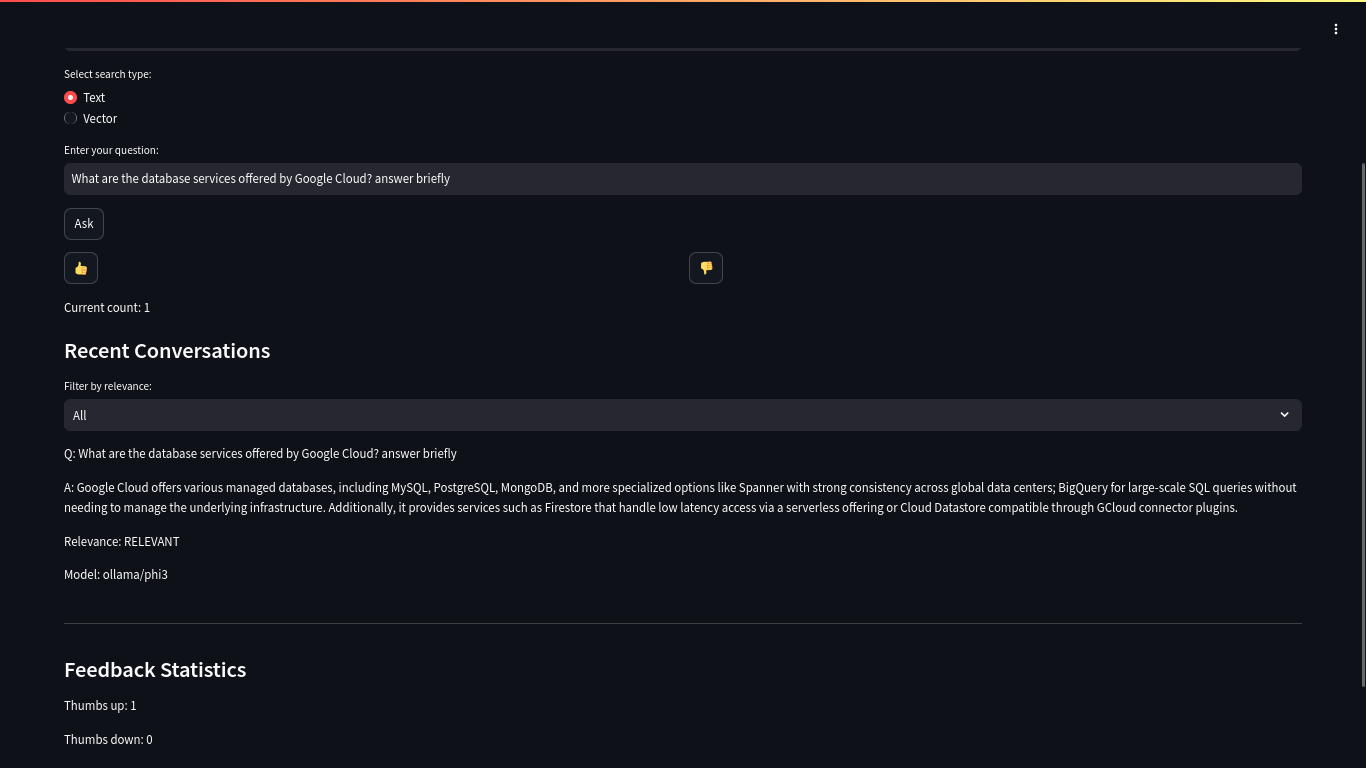 Select search type:
Text
Vector
Enter your question:
What are the database services offered by Google Cloud? answer briefly
Ask
Current count: 1
Recent Conversations
Filter by relevance:
All
Q: What are the database services offered by Google Cloud? answer briefly
A: Google Cloud offers various managed databases, including MySQL, PostgreSQL, MongoDB, and more specialized options like Spanner with strong consistency across global data centers; BigQuery for large-scale SQL queries without
needing to manage the underlying infrastructure. Additionally, it provides services such as Firestore that handle low latency access via a serverless offering or Cloud Datastore compatible through GCloud connector plugins.
Relevance: RELEVANT
Model: ollama/phi3
Feedback Statistics
Thumbs up: 1
Thumbs down: 0